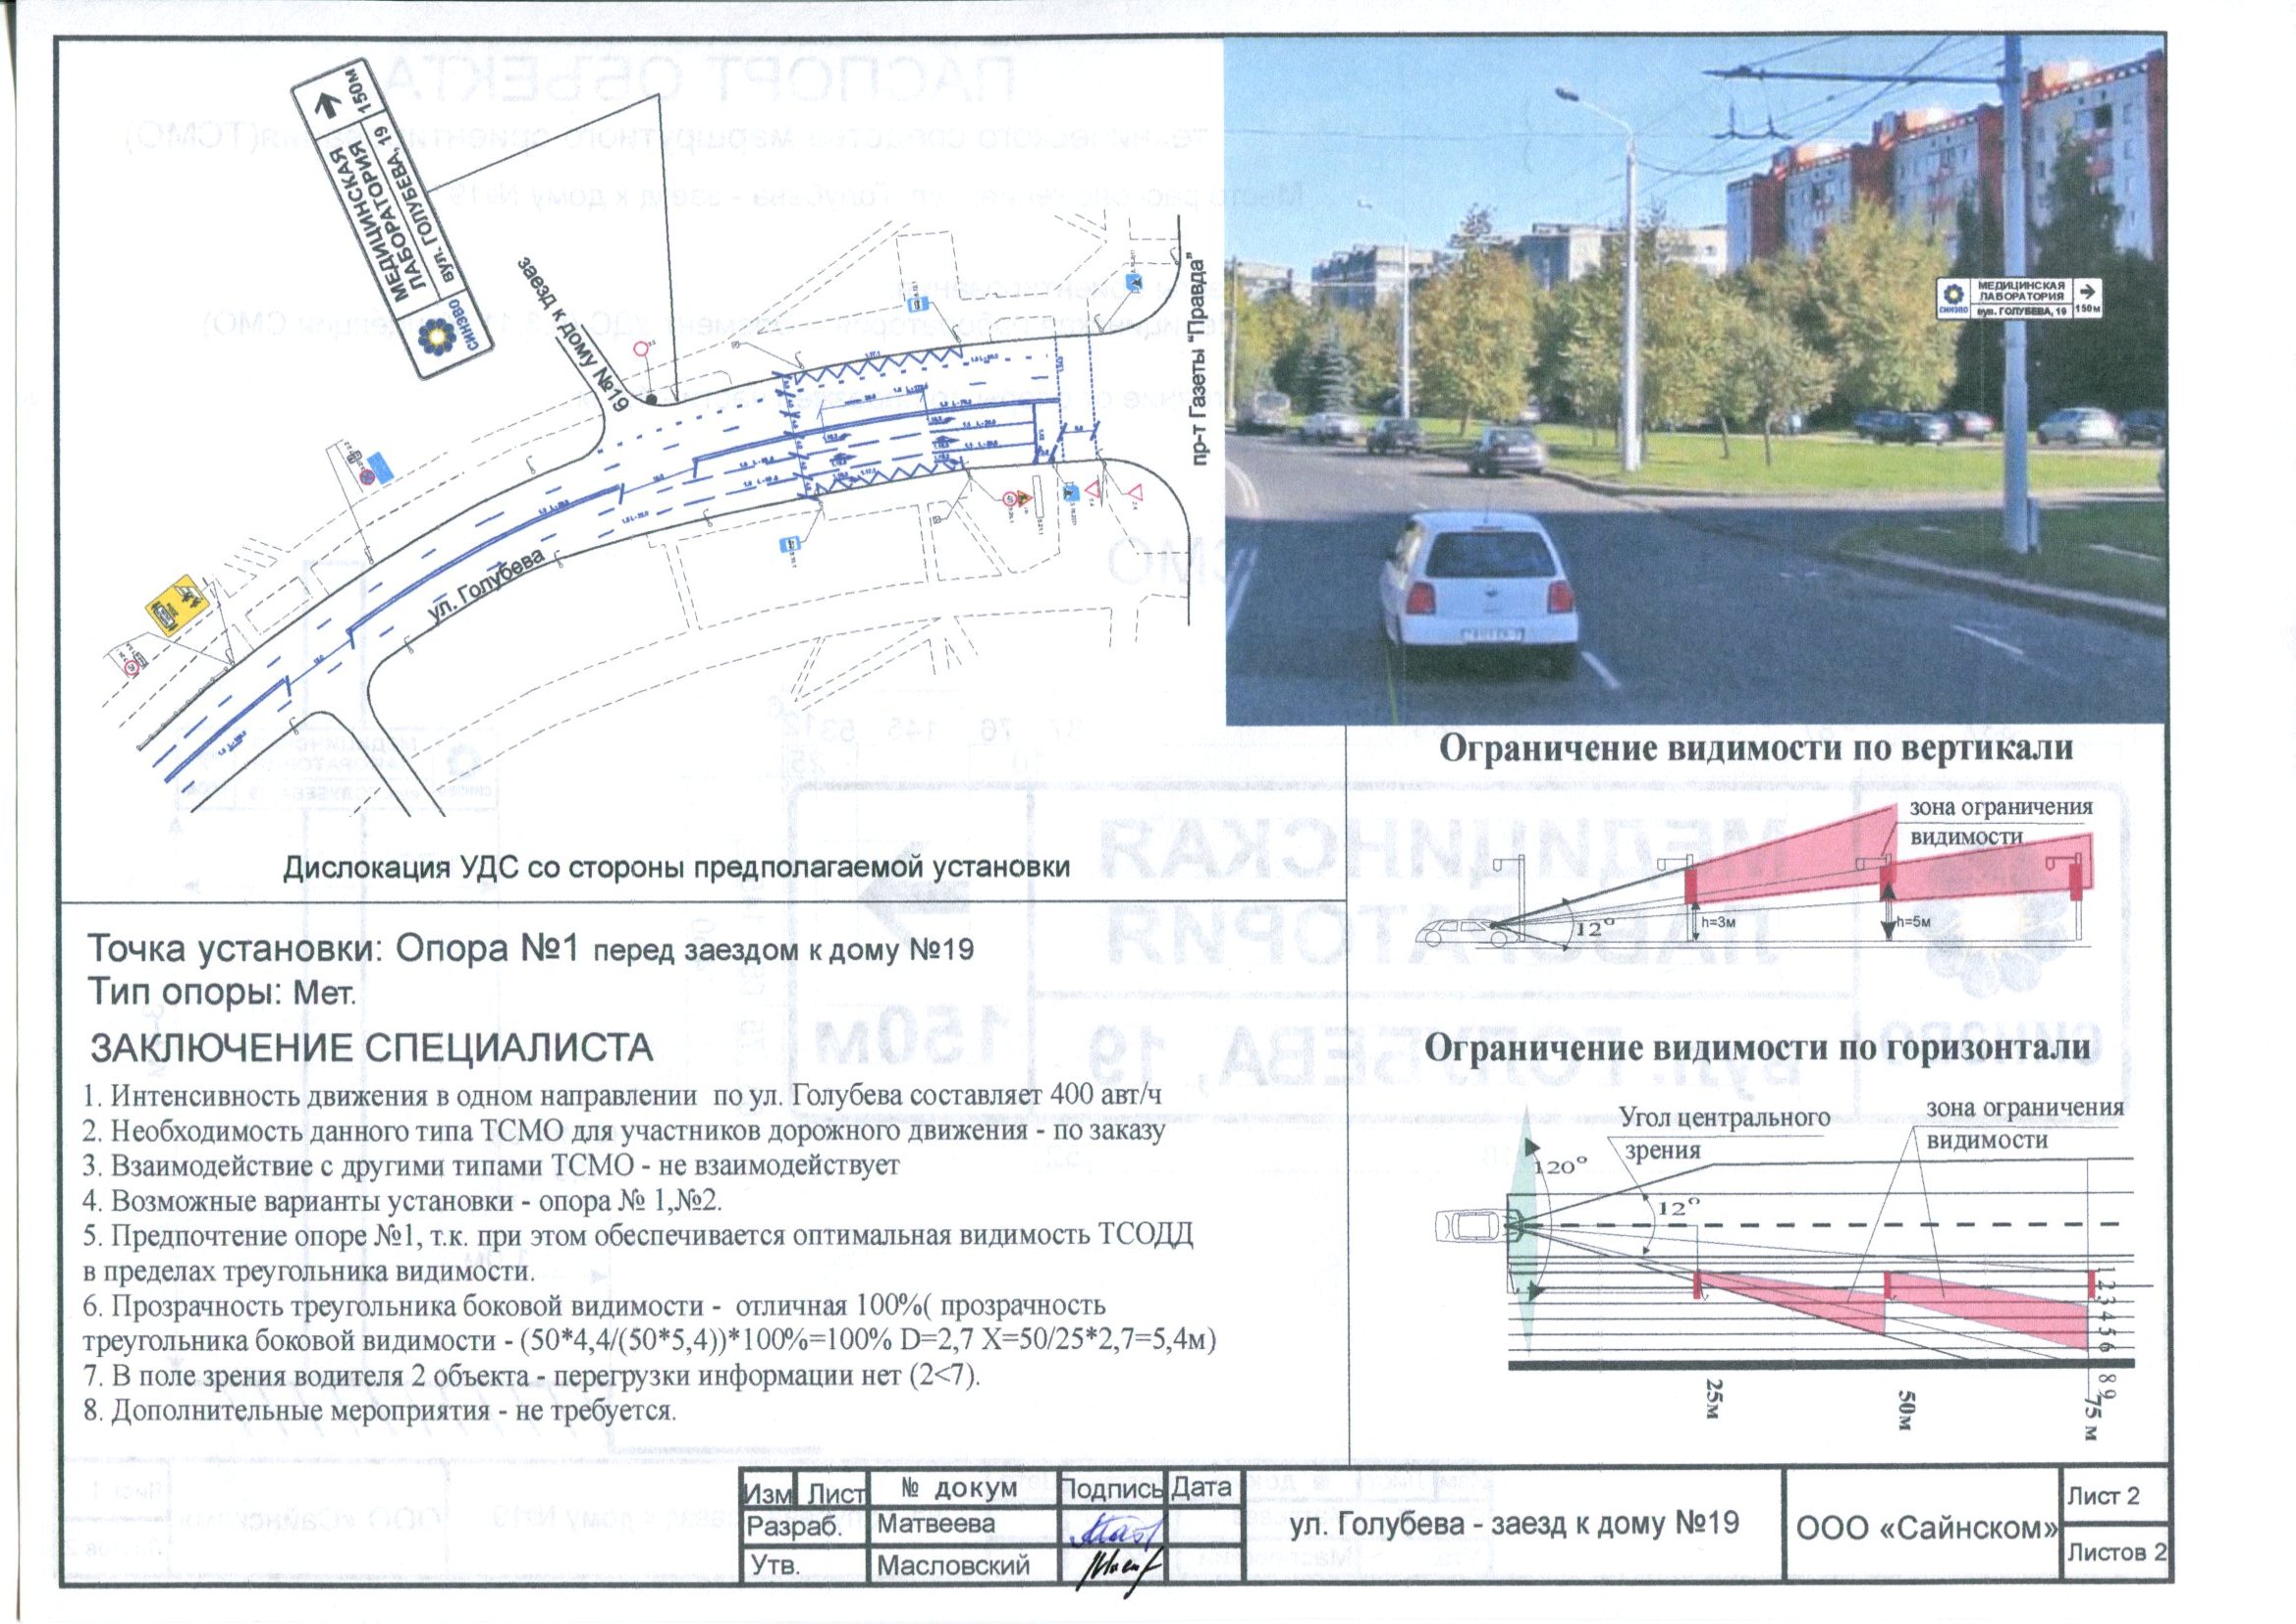 МЕДИЦИНСКАЯ
ЛАБОРАТОРИЯ
вул. ГОЛУБЕВА, 19
150м
СИНЭВО
заезд к дому №19
пр-т Газеты "Правда"
ул. Голубева
Дислокация УДС со стороны предполагаемой установки
МЕДИЦИНСКАЯ
ЛАБОРАТОРИЯ
СИНЭВО
вул. ГОЛУБЕВА, 19
150м
Ограничение видимости по вертикали
зона ограничения
видимости
12°
h=3м
h=5м
Ограничение видимости по горизонтали
Угол центрального
зрения
зона ограничения
видимости
120°
12°
1 2 3 4 5 6
8 9
25м
50м
75 м
Точка установки: Опора №1 перед заездом к дому №19
Тип опоры: Мет.
ЗАКЛЮЧЕНИЕ СПЕЦИАЛИСТА
1. Интенсивность движения в одном направлении по ул. Голубева составляет 400 авт/ч
2. Необходимость данного типа ТСМО для участников дорожного движения - по заказу
3. Взаимодействие с другими типами ТСМО - не взаимодействует
4. Возможные варианты установки - опора № 1,№2.
5. Предпочтение опоре №1, т.к. при этом обеспечивается оптимальная видимость ТСОДД
в пределах треугольника видимости.
6. Прозрачность треугольника боковой видимости - отличная 100%( прозрачность
треугольника боковой видимости - (50*4,4/(50*5,4))*100%=100% D=2,7 X=50/25*2,7=5,4м)
7. В поле зрения водителя 2 объекта - перегрузки информации нет (2<7).
8. Дополнительные мероприятия - не требуется.
Изм Лист № докум Подпись Дата
Разраб. Матвеева
Утв. Масловский
ул. Голубева - заезд к дому №19
ООО «Сайнском»
Лист 2
Листов 2